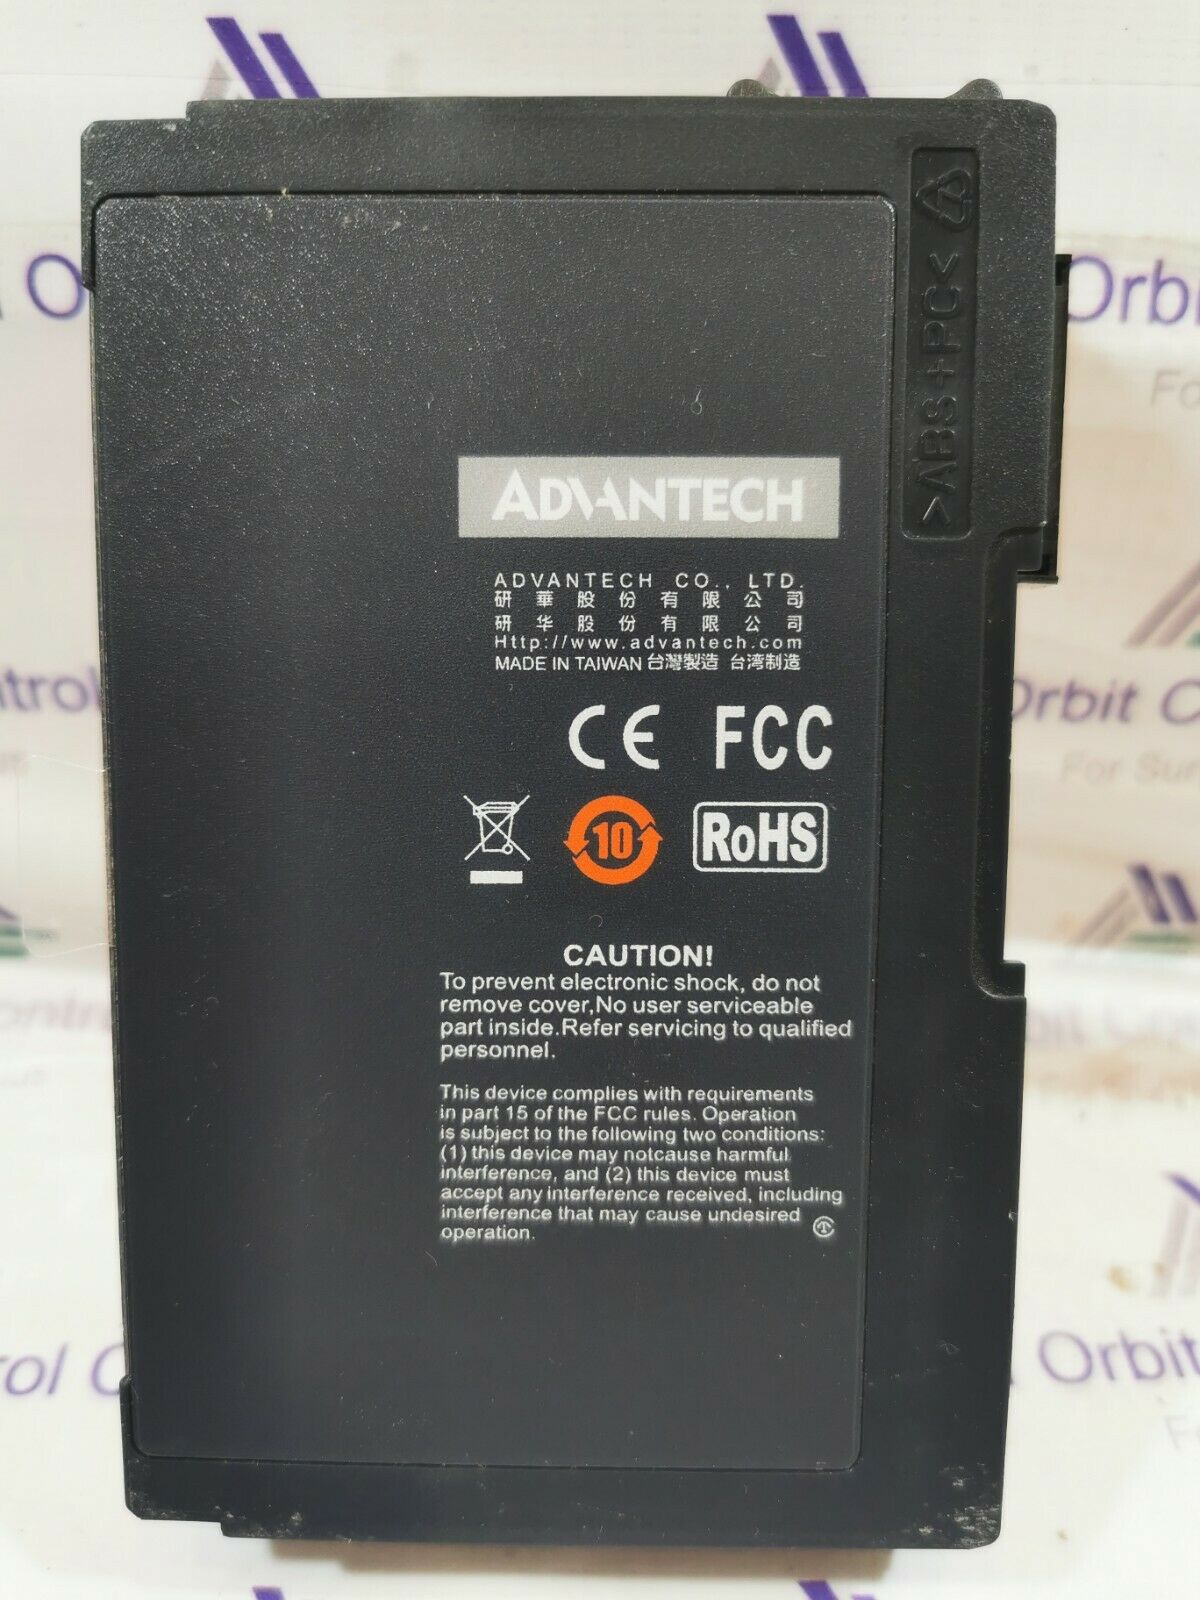 ADVANTECH
ADVANTECH CO., LTD.
研華股份有限公司
研华股份有限公司
Http://www.advantech.com
MADE IN TAIWAN 台灣製造 台湾制造
CE FCC
10
RoHS
CAUTION!
To prevent electronic shock, do not
remove cover,No user serviceable
part inside.Refer servicing to qualified
personnel.
This device complies with requirements
in part 15 of the FCC rules. Operation
is subject to the following two conditions:
(1) this device may notcause harmful
interference, and (2) this device must
accept any interference received, including
interference that may cause undesired
operation.
>ABS+PC<
Orbit
Orbit C
For Sur
Orbit